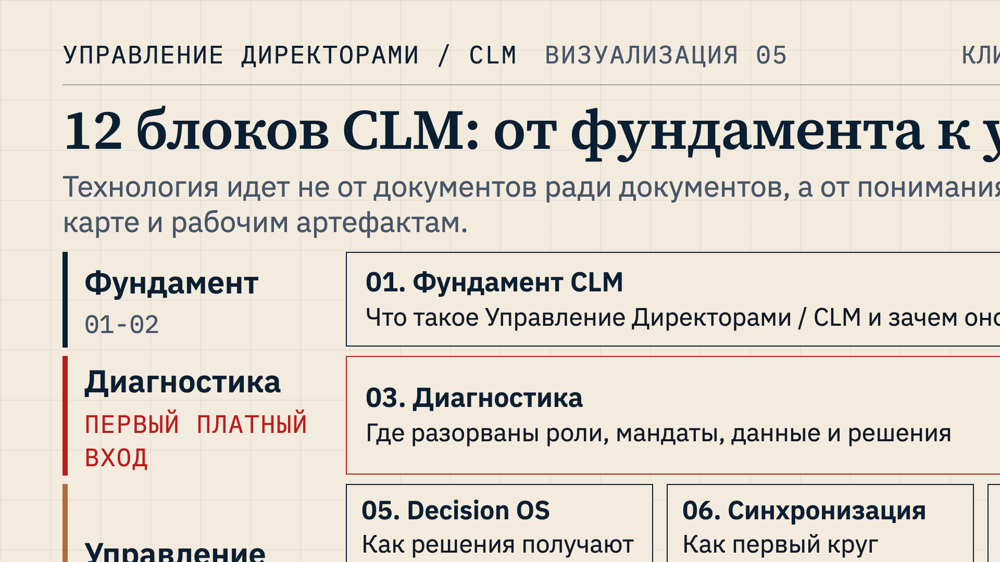 УПРАВЛЕНИЕ ДИРЕКТОРАМИ / CLM ВИЗУАЛИЗАЦИЯ 05
12 блоков CLM: от фундамента к
Технология идет не от документов ради документов, а от понимания
карте и рабочим артефактам.
Фундамент
01-02
01. Фундамент CLM
Что такое Управление Директорами / CLM и зачем оно
Диагностика
ПЕРВЫЙ ПЛАТНЫЙ
ВХОД
03. Диагностика
Где разорваны роли, мандаты, данные и решения
Управление
05. Decision OS
Как решения получают
06. Синхронизация
Как первый круг